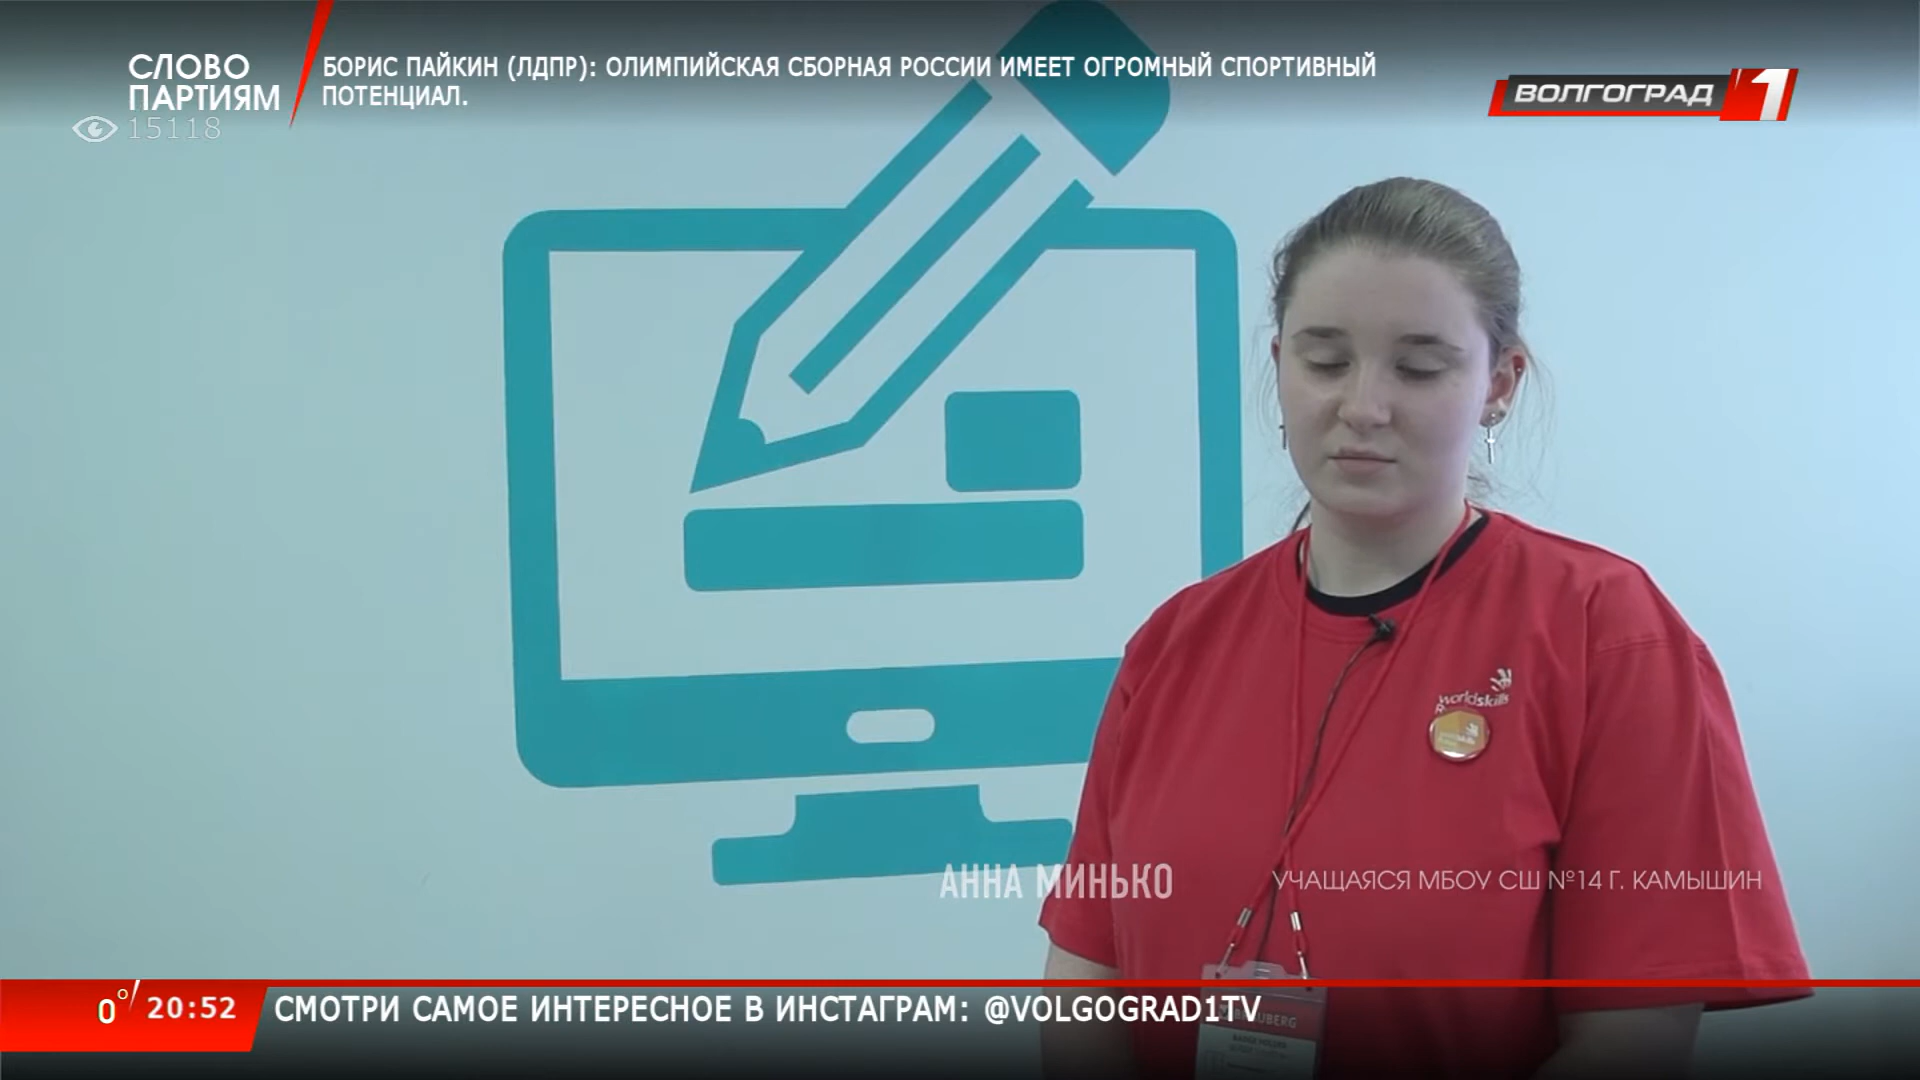 СЛОВО
ПАРТИЯМ
БОРИС ПАЙКИН (ЛДПР): ОЛИМПИЙСКАЯ СБОРНАЯ РОССИИ ИМЕЕТ ОГРОМНЫЙ СПОРТИВНЫЙ
ПОТЕНЦИАЛ.
15118
ВОЛГОГРАД 1
worldskills
АННА МИНЬКО
УЧАЩАЯСЯ МБОУ СШ №14 Г. КАМЫШИН
0° 20:52
СМОТРИ САМОЕ ИНТЕРЕСНОЕ В ИНСТАГРАМ: @VOLGOGRAD1TV